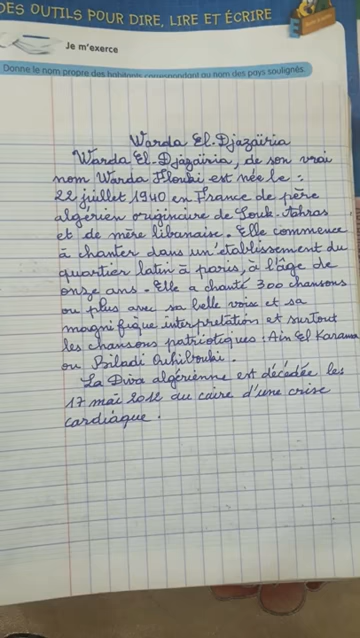 DES OUTILS POUR DIRE, LIRE ET ÉCRIRE
Je m'exerce
Donne le nom propre des habitants correspondant au nom des pays soulignés.
Warda El-Djazaïria
Warda El-Djazaïria, de son vrai
nom Warda Ftouki est née le :
22 juillet 1940 en France de père
algérien originaire de Souk-Ahras
et de mère libanaise. Elle commence
à chanter dans un établissement du
quartier latin à paris, à l'âge de
onze ans. Elle a chanté 300 chansons
ou plus avec sa belle voix et sa
magnifique interprétation et surtout
les chansons patriotiques : Ain El Karama
ou Biladi Ouhibouki.
La Diva algérienne est décédée les
17 mai 2012 au caire d'une crise
cardiaque.